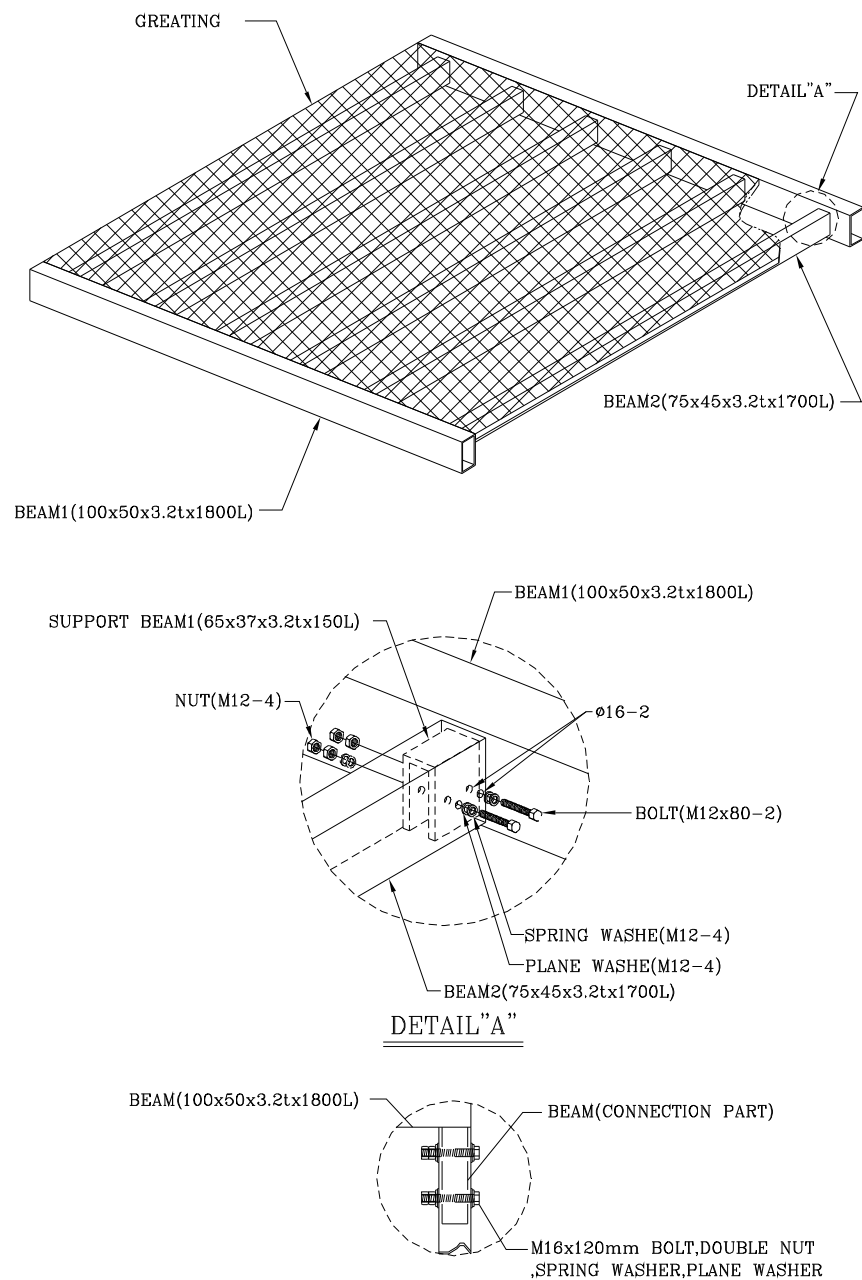 GREATING
DETAIL"A"
BEAM2(75x45x3.2tx1700L)
BEAM1(100x50x3.2tx1800L)
BEAM1(100x50x3.2tx1800L)
SUPPORT BEAM1(65x37x3.2tx150L)
NUT(M12-4)
ø16-2
BOLT(M12x80-2)
SPRING WASHE(M12-4)
PLANE WASHE(M12-4)
BEAM2(75x45x3.2tx1700L)
DETAIL"A"
BEAM(100x50x3.2tx1800L)
BEAM(CONNECTION PART)
M16x120mm BOLT,DOUBLE NUT
,SPRING WASHER,PLANE WASHER